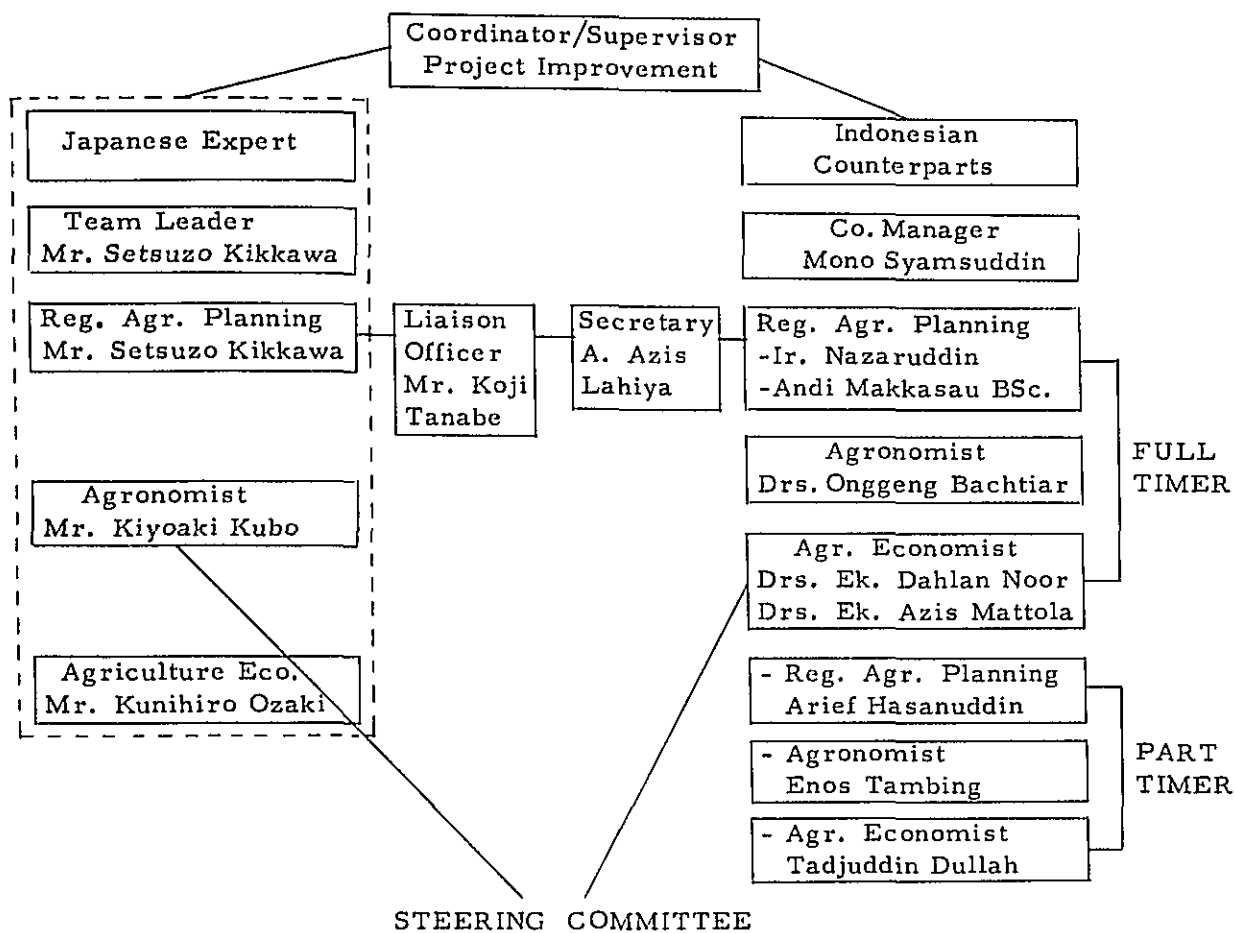 Coordinator/Supervisor
Project Improvement
Japanese Expert
Team Leader
Mr. Setsuzo Kikkawa
Reg. Agr. Planning
Mr. Setsuzo Kikkawa
Agronomist
Mr. Kiyoaki Kubo
Agriculture Eco.
Mr. Kunihiro Ozaki
Liaison
Officer
Mr. Koji
Tanabe
Secretary
A. Azis
Lahiya
Indonesian
Counterparts
Co. Manager
Mono Syamsuddin
Reg. Agr. Planning
-Ir. Nazaruddin
-Andi Makkasau BSc.
Agronomist
Drs. Onggeng Bachtiar
Agr. Economist
Drs. Ek. Dahlan Noor
Drs. Ek. Azis Mattola
FULL
TIMER
- Reg. Agr. Planning
Arief Hasanuddin
- Agronomist
Enos Tambing
- Agr. Economist
Tadjuddin Dullah
PART
TIMER
STEERING COMMITTEE